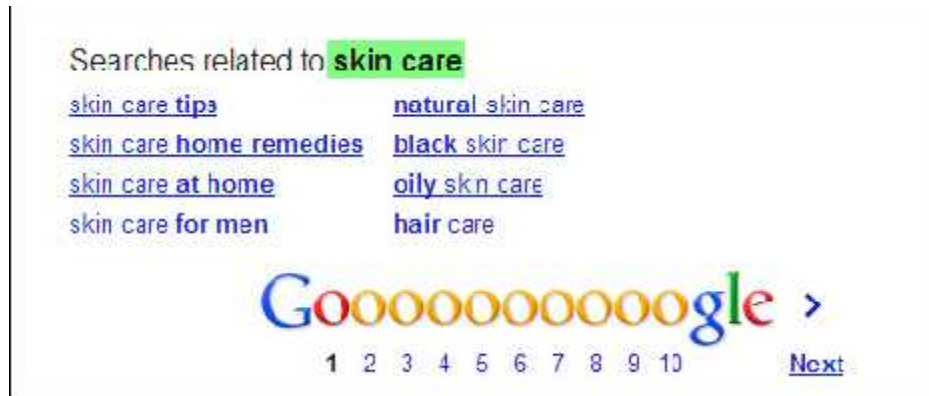 Searches related to skin care
skin care tips natural skin care
skin care home remedies black skin care
skin care at home oily skin care
skin care for men hair care
Goooooooooogle >
1 2 3 4 5 6 7 8 9 10 Next